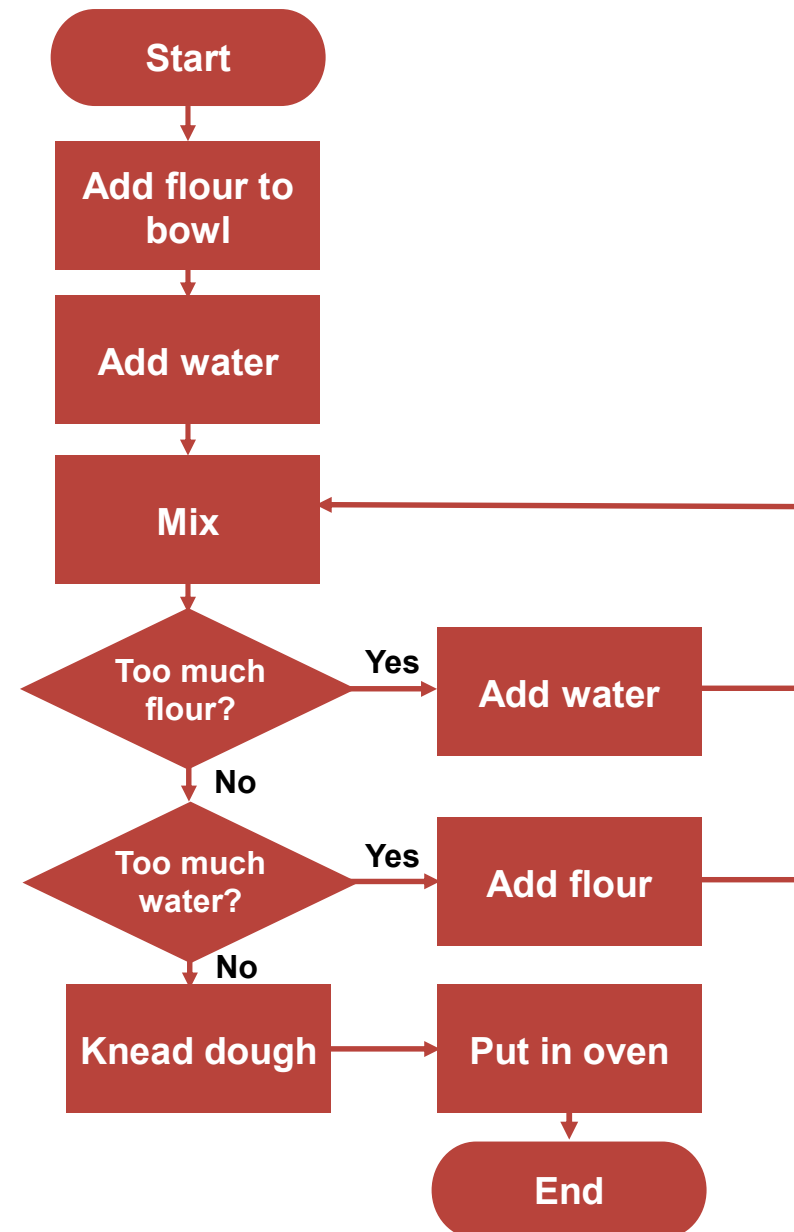 Start
Add flour to
bowl
Add water
Mix
Too much
flour?
Yes
Add water
No
Too much
water?
Yes
Add flour
No
Knead dough
Put in oven
End